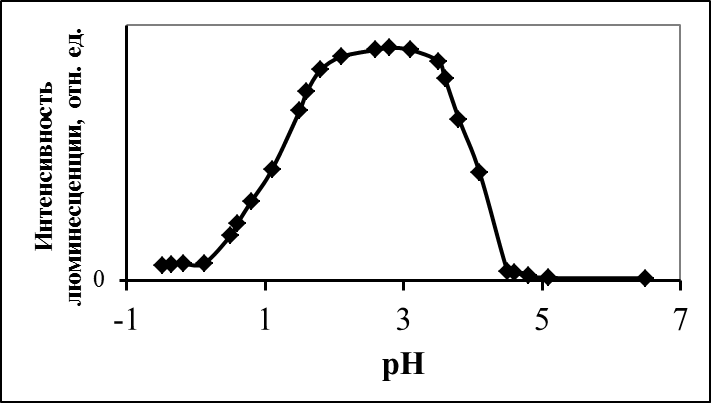 Интенсивность
люминесценции, отн. ед.
0
-1 1 3 5 7
pH